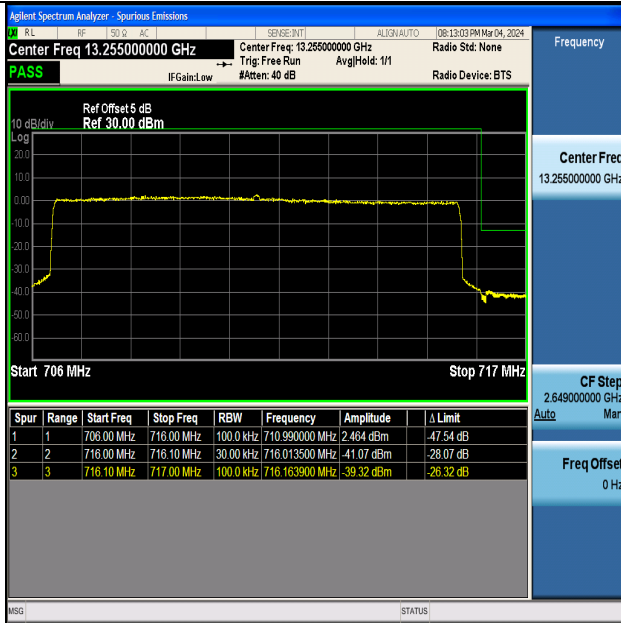 Agilent Spectrum Analyzer - Spurious Emissions
RL RF 50 Ω AC SENSE:INT ALIGN AUTO 08:13:03 PM Mar 04, 2024
Center Freq 13.255000000 GHz Center Freq: 13.255000000 GHz Radio Std: None Frequency
Trig: Free Run Avg|Hold: 1/1
PASS IFGain:Low #Atten: 40 dB Radio Device: BTS
Ref Offset 5 dB
10 dB/div Ref 30.00 dBm
Log
20.0
10.0
0.00
-10.0
-20.0
-30.0
-40.0
-50.0
-60.0
Start 706 MHz Stop 717 MHz
Center Freq
13.255000000 GHz
CF Step
2.649000000 GHz
Auto Man
Freq Offset
0 Hz
Spur Range Start Freq Stop Freq RBW Frequency Amplitude Δ Limit
1 1 706.00 MHz 716.00 MHz 100.0 kHz 710.990000 MHz 2.464 dBm -47.54 dB
2 2 716.00 MHz 716.10 MHz 30.00 kHz 716.013500 MHz -41.07 dBm -28.07 dB
3 3 716.10 MHz 717.00 MHz 100.0 kHz 716.163900 MHz -39.32 dBm -26.32 dB
MSG STATUS